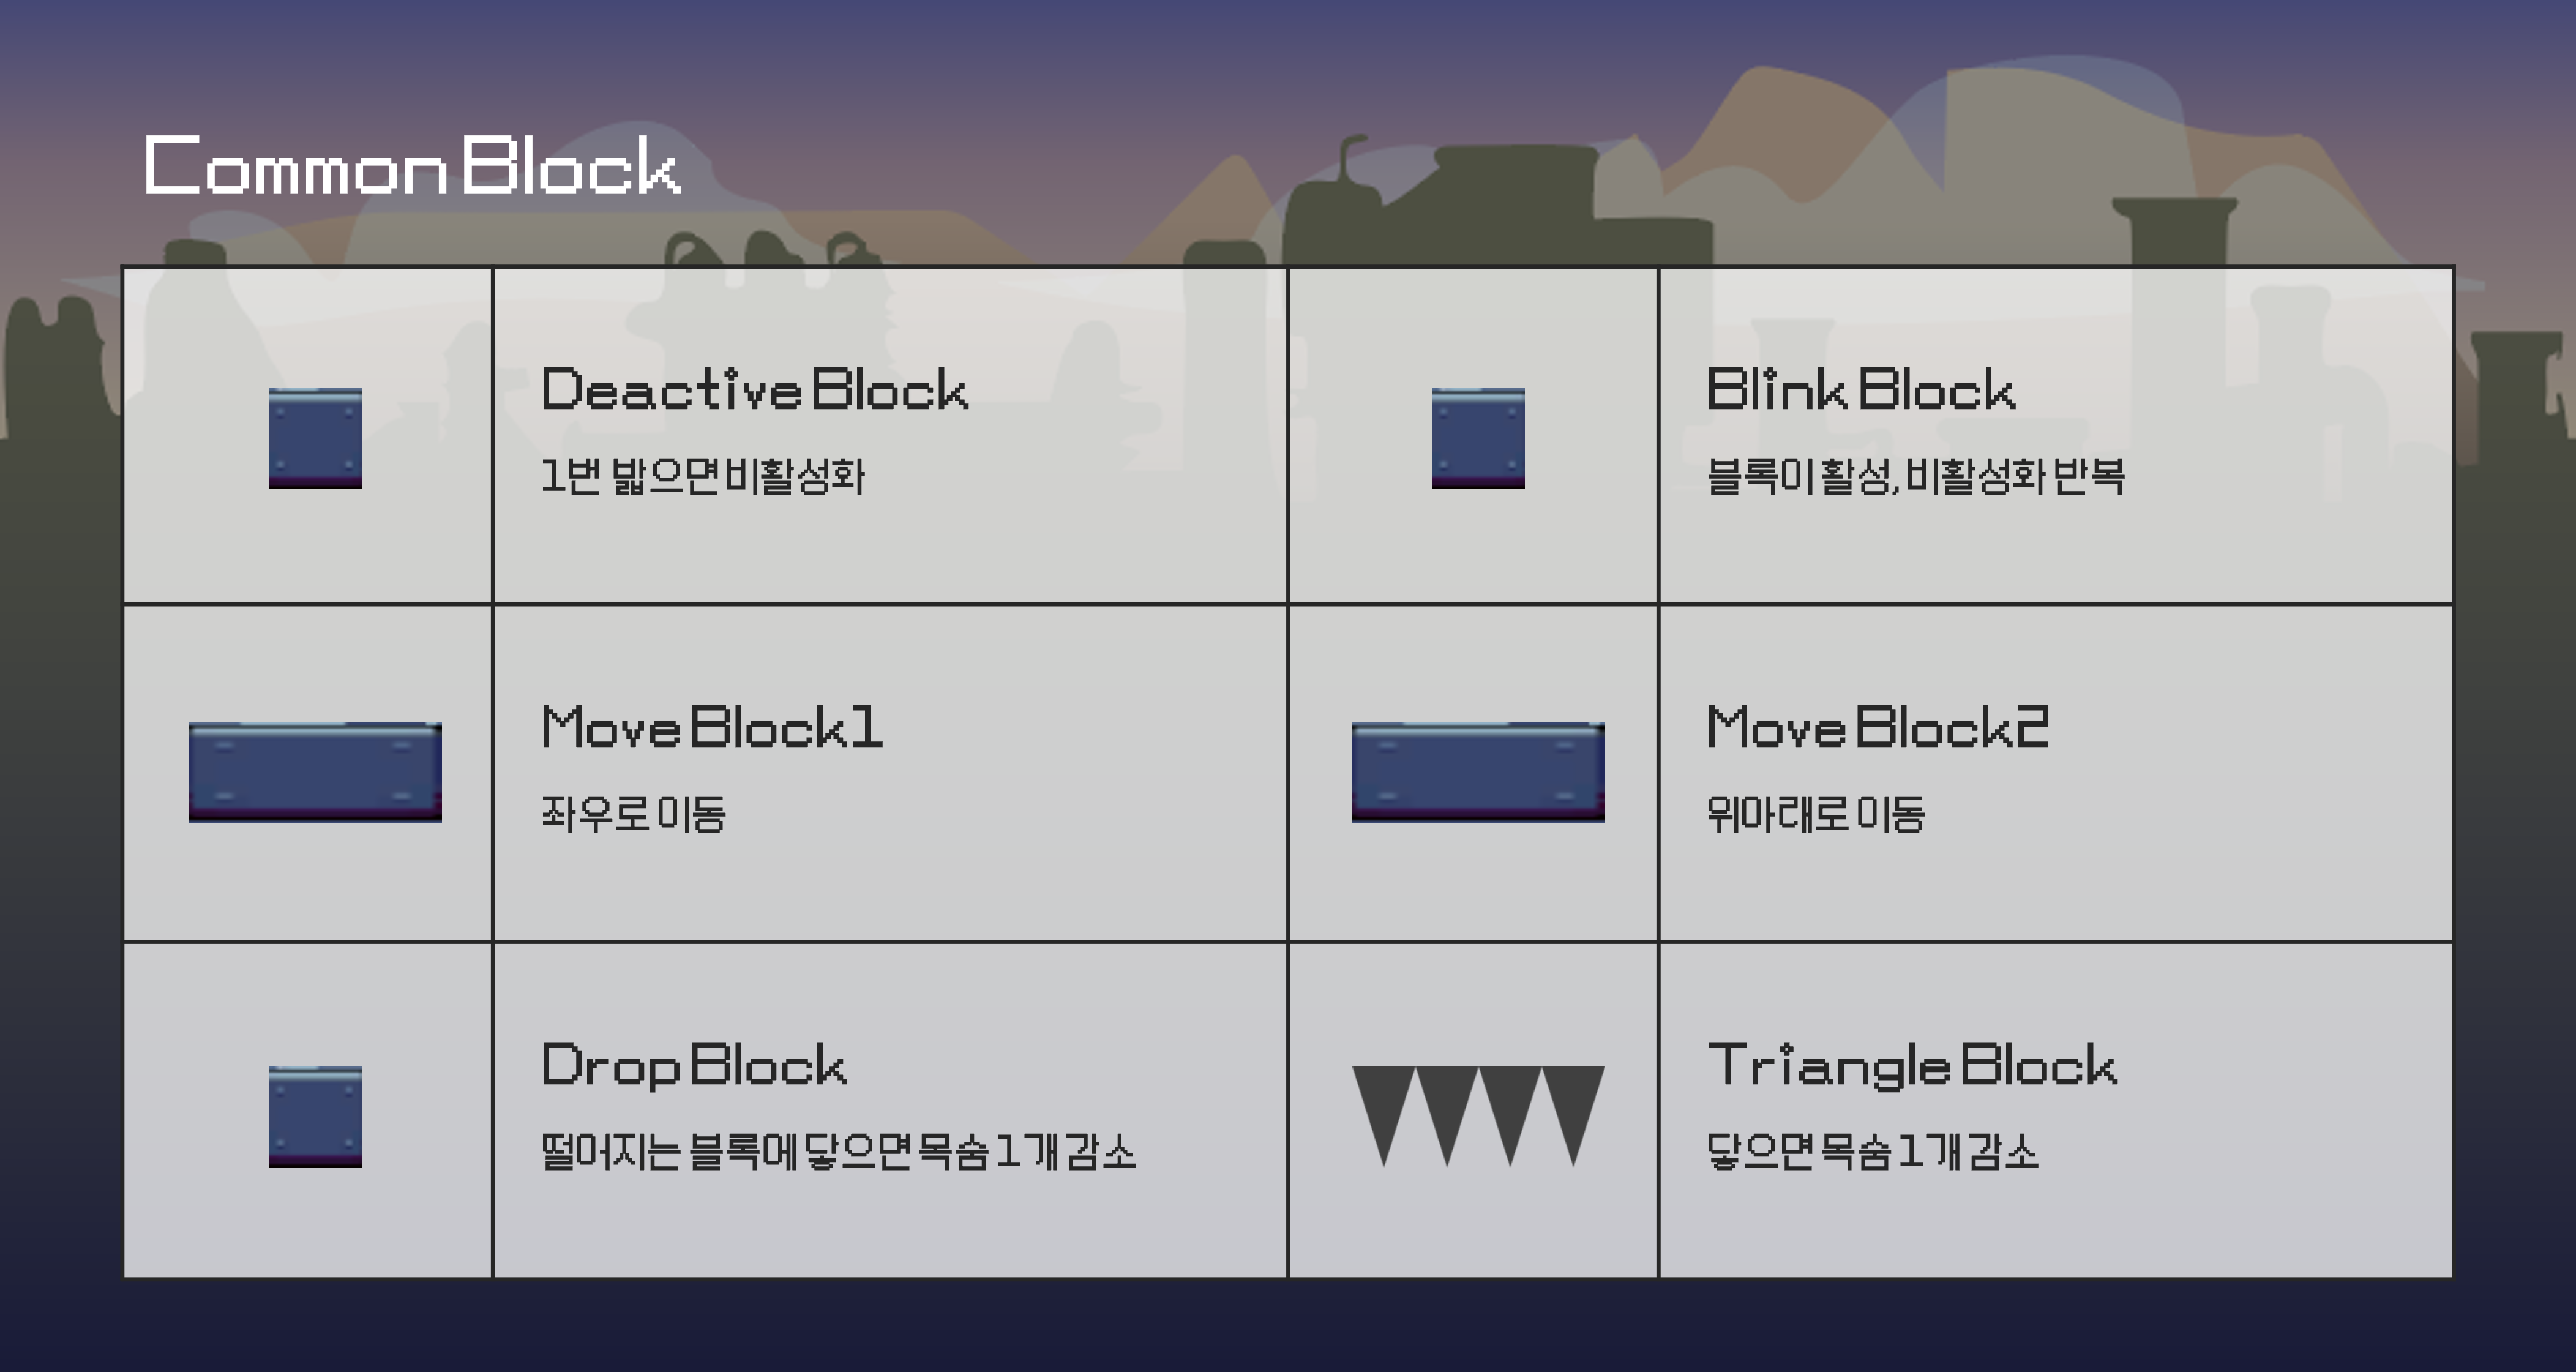 Common Block
Deactive Block
1번 밟으면 비활성화
Blink Block
블록이 활성, 비활성화 반복
Move Block1
좌우로 이동
Move Block2
위아래로 이동
Drop Block
떨어지는 블록에 닿으면 목숨 1개 감소
Triangle Block
닿으면 목숨 1개 감소